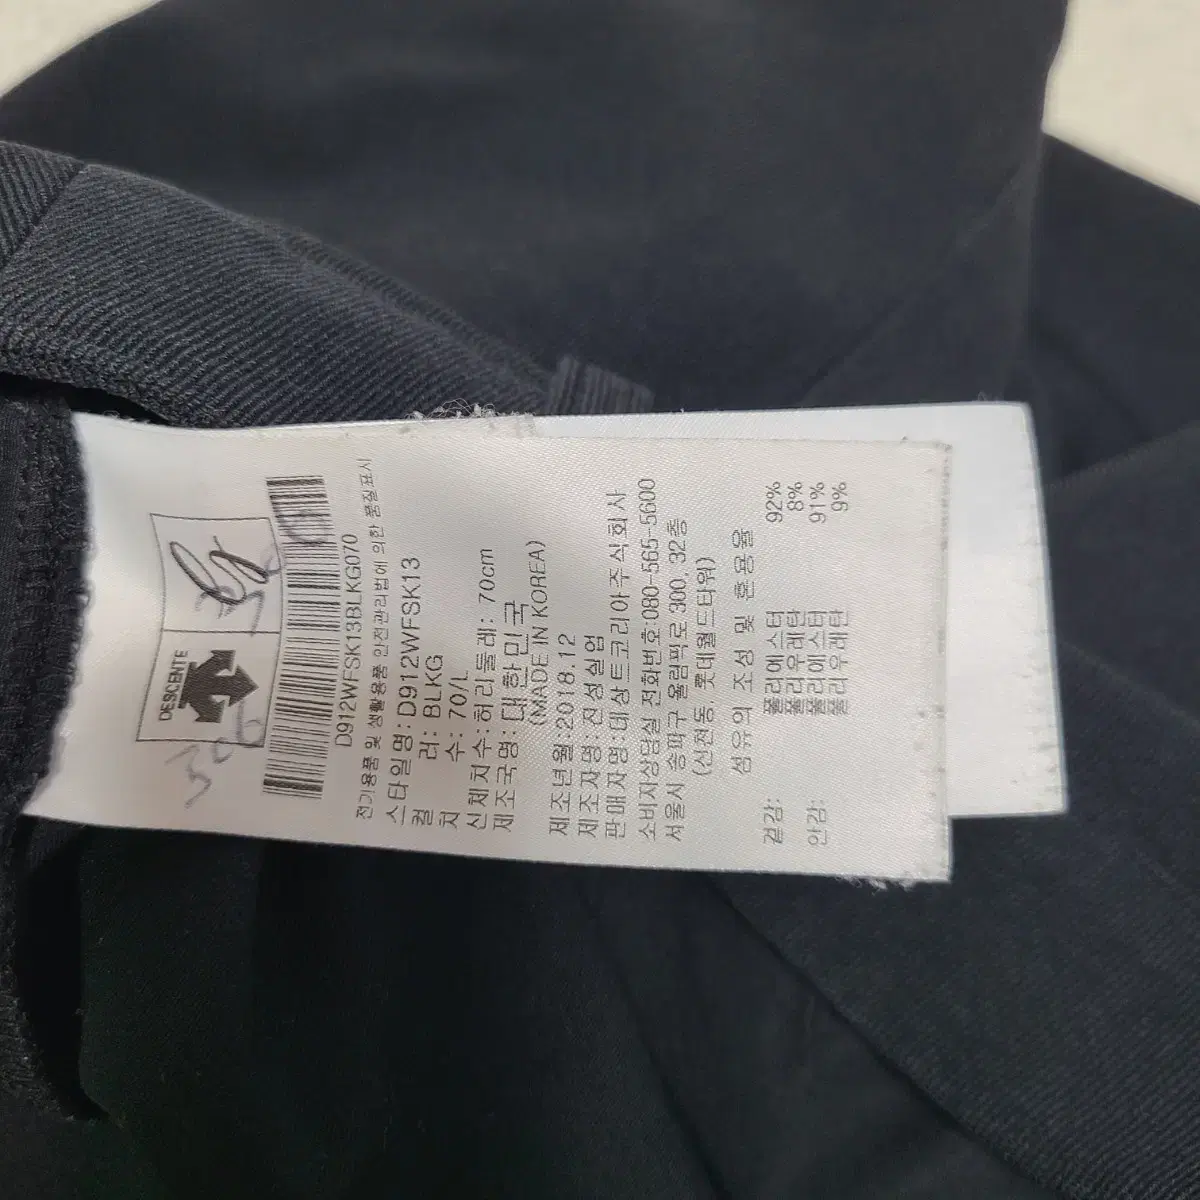 DESCENTE
300
D912WFSK13BLKG070
전기용품 및 생활용품 안전관리법에 의한 품질표시
스타일명: D912WFSK13
컬 러: BLKG
치 수: 70/L
신체치수:허리둘레: 70cm
제조국명: 대한민국
(MADE IN KOREA)
제조년월:2018.12
제조자명:진성실업
판매자명:데상트코리아주식회사
소비자상담실 전화번호:080-565-5600
서울시 송파구 올림픽로 300, 32층
(신천동 롯데월드타워)
섬유의 조성 및 혼용율
겉감: 폴리에스터 92%
폴리우레탄 8%
안감: 폴리에스터 91%
폴리우레탄 9%